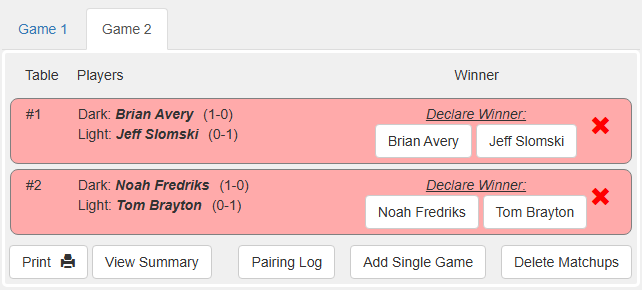 Game 1 Game 2
Table Players Winner
#1 Dark: Brian Avery (1-0) Declare Winner:
Light: Jeff Slomski (0-1) Brian Avery Jeff Slomski
#2 Dark: Noah Fredriks (1-0) Declare Winner:
Light: Tom Brayton (0-1) Noah Fredriks Tom Brayton
Print View Summary Pairing Log Add Single Game Delete Matchups